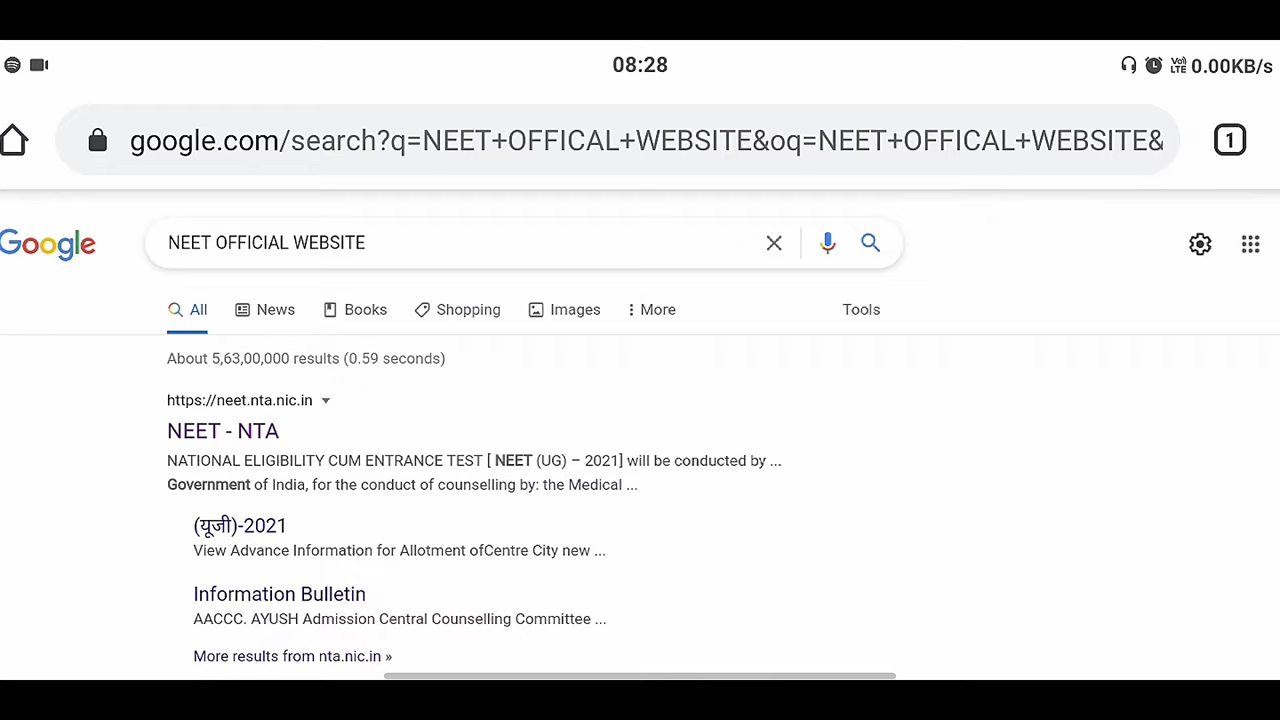 08:28
Vo) LTE 0.00KB/s
google.com/search?q=NEET+OFFICAL+WEBSITE&oq=NEET+OFFICAL+WEBSITE&
1
Google
NEET OFFICIAL WEBSITE
All News Books Shopping Images More Tools
About 5,63,00,000 results (0.59 seconds)
https://neet.nta.nic.in
NEET - NTA
NATIONAL ELIGIBILITY CUM ENTRANCE TEST [ NEET (UG) – 2021] will be conducted by ...
Government of India, for the conduct of counselling by: the Medical ...
(यूजी)-2021
View Advance Information for Allotment ofCentre City new ...
Information Bulletin
AACCC. AYUSH Admission Central Counselling Committee ...
More results from nta.nic.in »